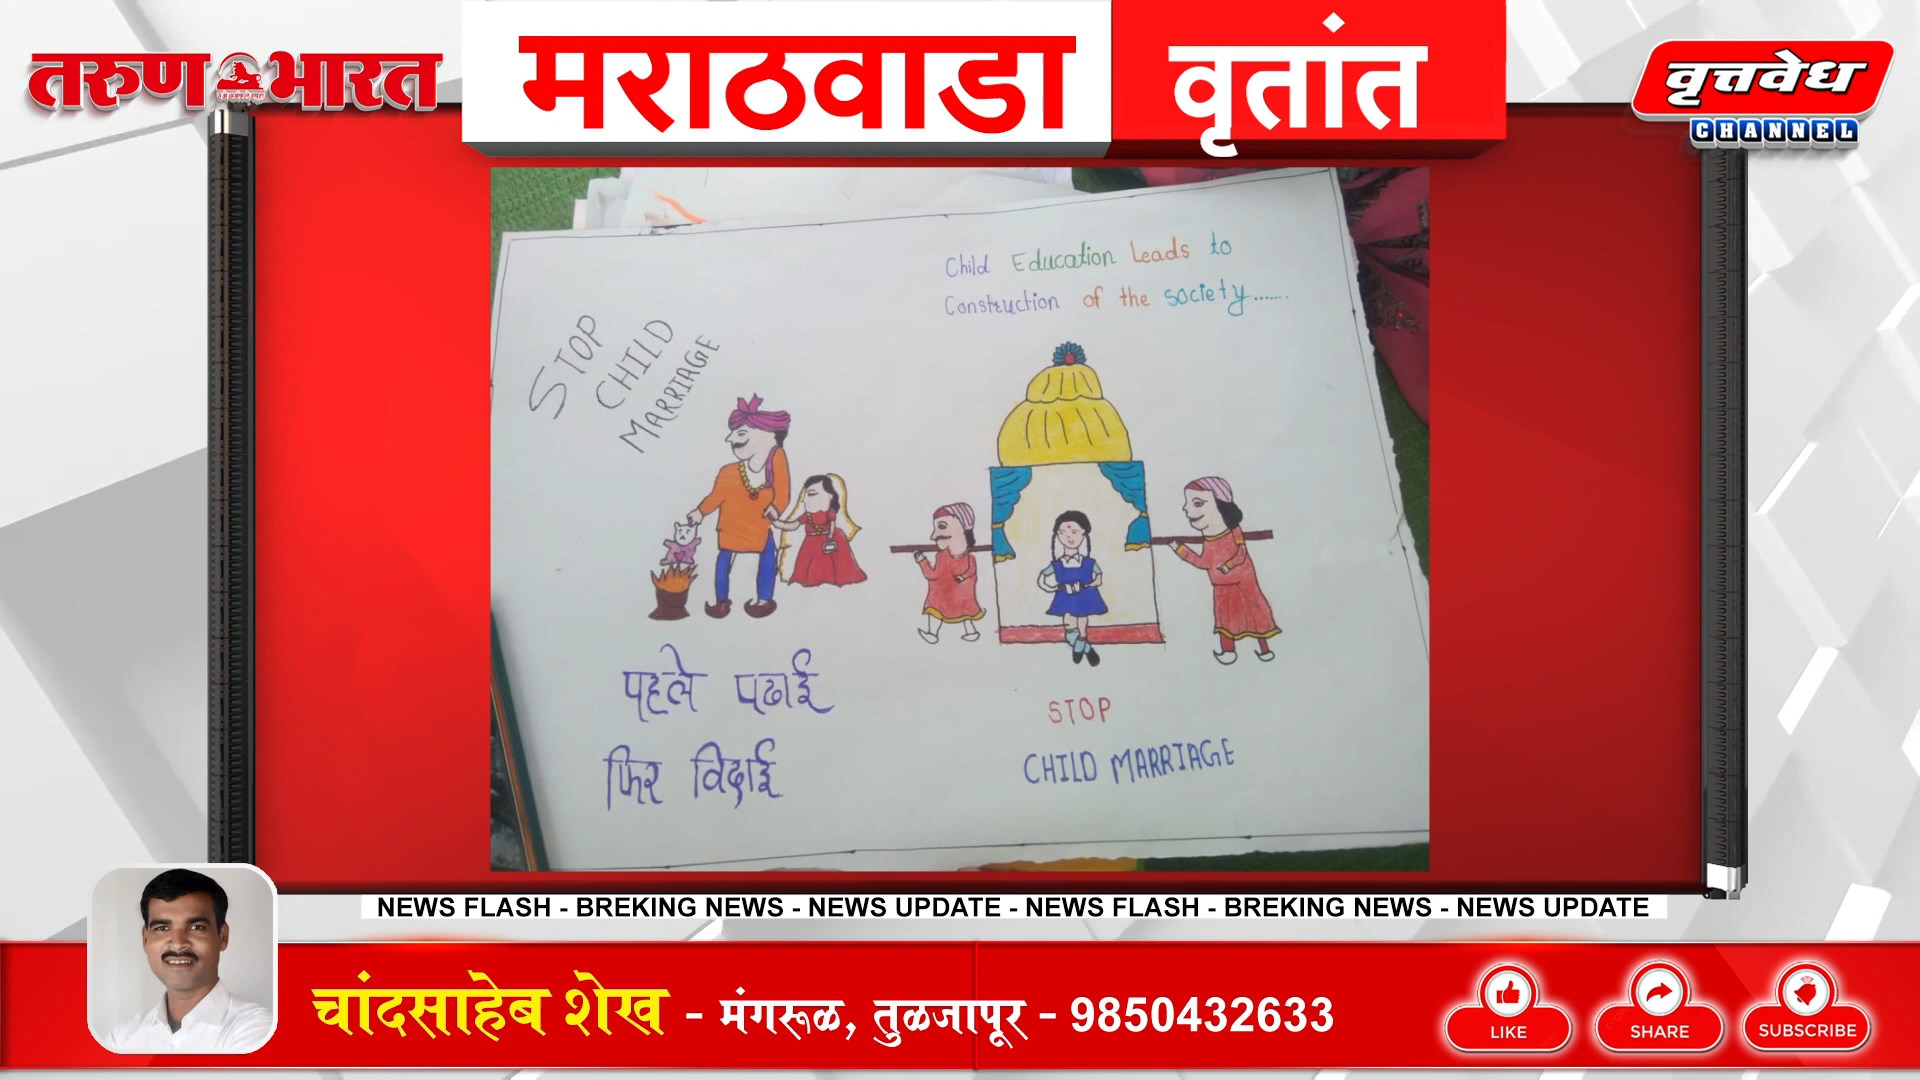 तरुण भारत
मराठवाडा वृतांत
वृत्तवेध
CHANNEL
Child Education Leads to
Construction of the society.......
STOP
CHILD
MARRIAGE
पहले पढाई
फिर विदाई
STOP
CHILD MARRIAGE
NEWS FLASH - BREKING NEWS - NEWS UPDATE - NEWS FLASH - BREKING NEWS - NEWS UPDATE
चांदसाहेब शेख - मंगरूळ, तुळजापूर - 9850432633
LIKE
SHARE
SUBSCRIBE